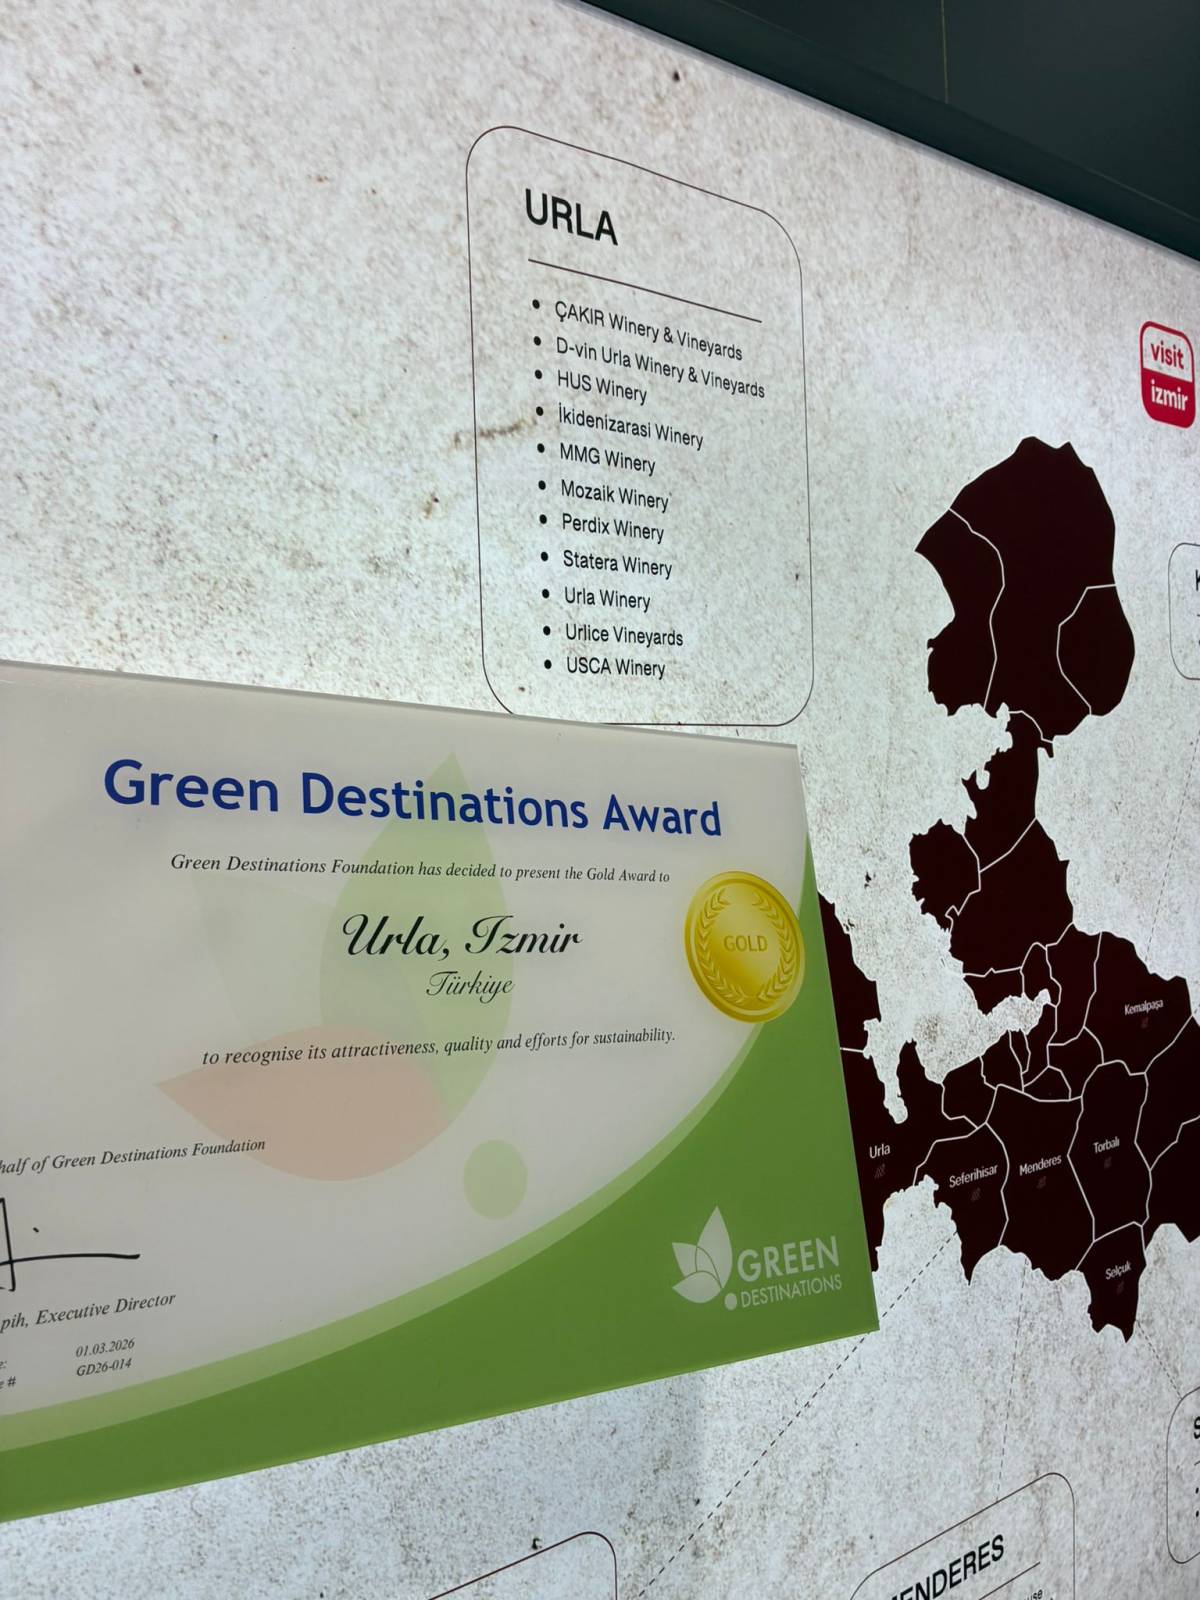 URLA
• ÇAKIR Winery & Vineyards
• D-vin Urla Winery & Vineyards
• HUS Winery
• İkidenizarasi Winery
• MMG Winery
• Mozaik Winery
• Perdix Winery
• Statera Winery
• Urla Winery
• Urlice Vineyards
• USCA Winery
visit
izmir
Green Destinations Award
Green Destinations Foundation has decided to present the Gold Award to
Urla, Izmir
Türkiye
GOLD
to recognise its attractiveness, quality and efforts for sustainability.
half of Green Destinations Foundation
pih, Executive Director
01.03.2026
GD26-014
GREEN
DESTINATIONS
Kemalpaşa
Urla
Seferihisar
Menderes
Torbalı
Selçuk
ENDERES